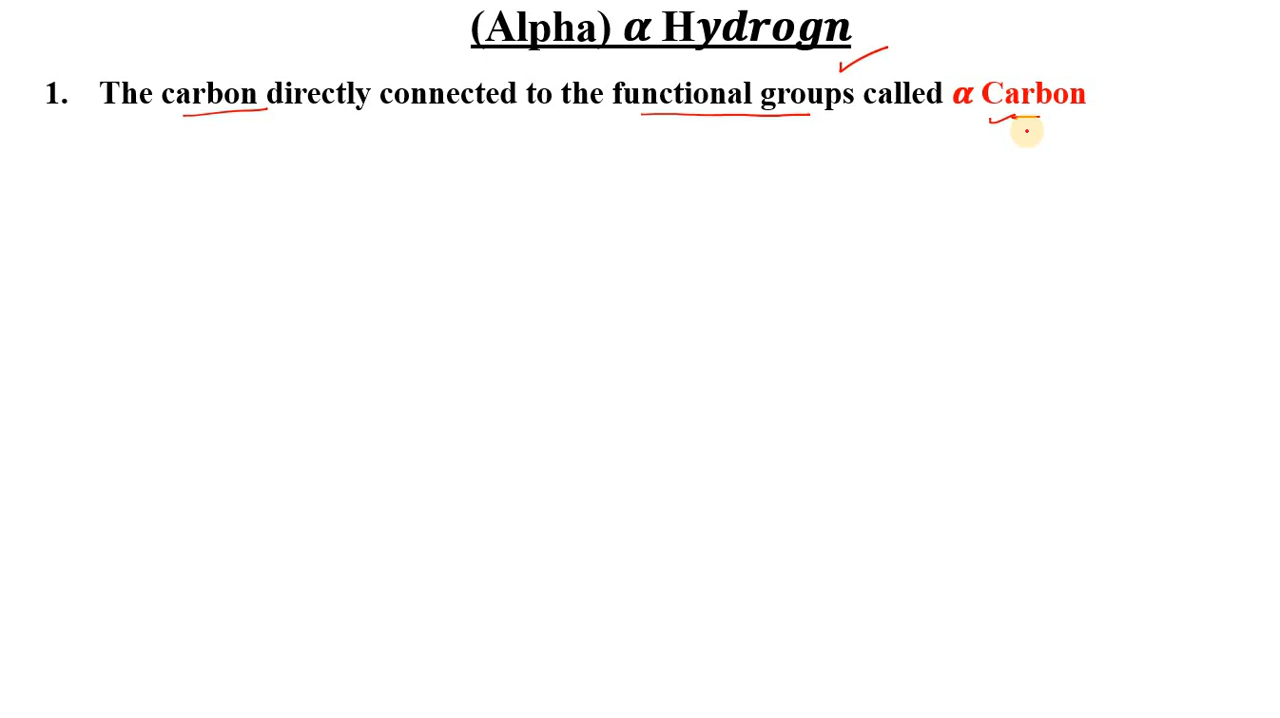 (Alpha) α Hydrogn
1. The carbon directly connected to the functional groups called α Carbon